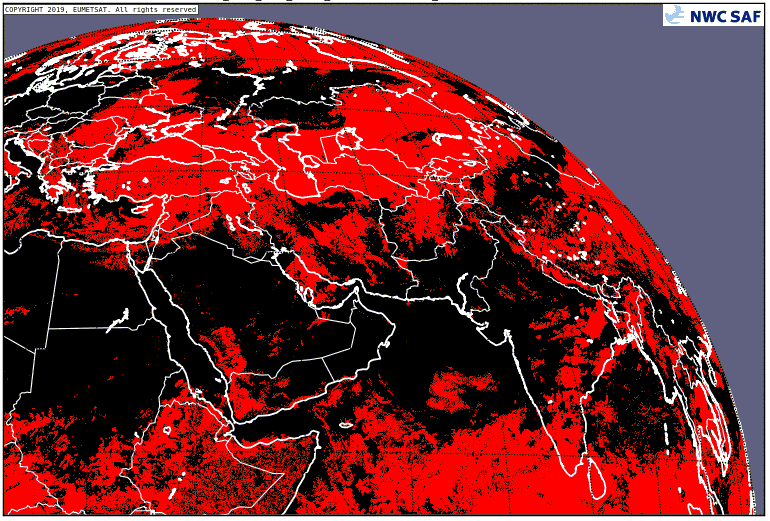 COPYRIGHT 2019, EUMETSAT. All rights reserved
NWC SAF